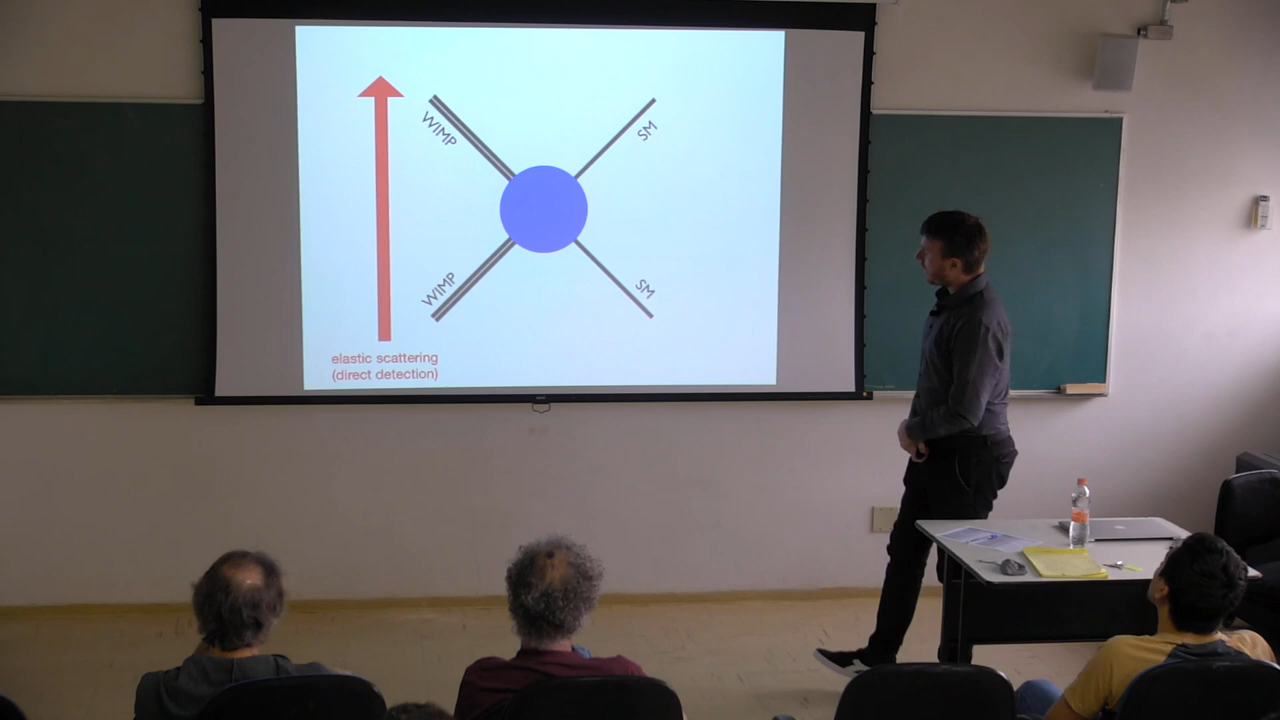 WIMP
SM
WIMP
SM
elastic scattering
(direct detection)